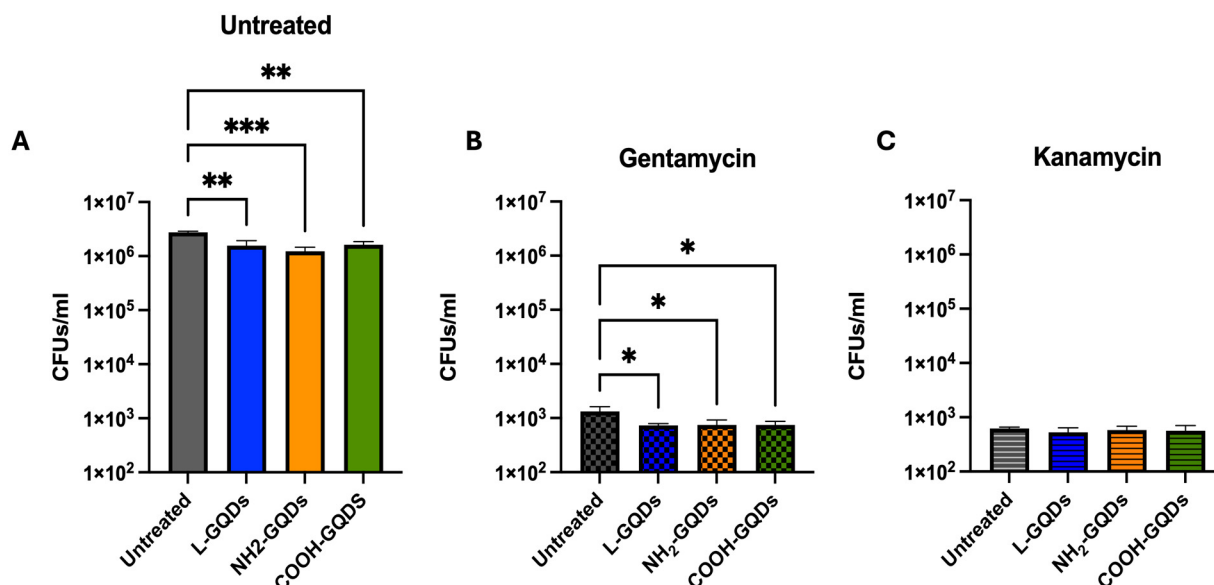 A
Untreated
**
***
**
CFUs/ml
1×10⁷
1×10⁶
1×10⁵
1×10⁴
1×10³
1×10²
Untreated
L-GQDs
NH2-GQDs
COOH-GQDS
B
Gentamycin
*
*
*
CFUs/ml
1×10⁷
1×10⁶
1×10⁵
1×10⁴
1×10³
1×10²
Untreated
L-GQDs
NH₂-GQDs
COOH-GQDs
C
Kanamycin
CFUs/ml
1×10⁷
1×10⁶
1×10⁵
1×10⁴
1×10³
1×10²
Untreated
L-GQDs
NH₂-GQDs
COOH-GQDs